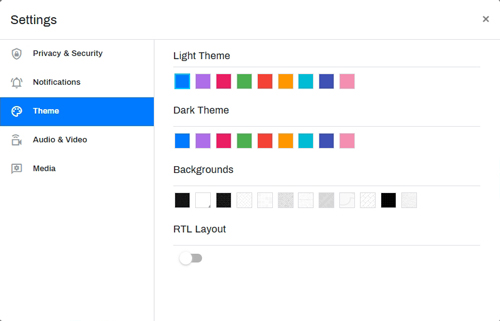 Settings
×
Privacy & Security
Notifications
Theme
Audio & Video
Media
Light Theme
Dark Theme
Backgrounds
RTL Layout